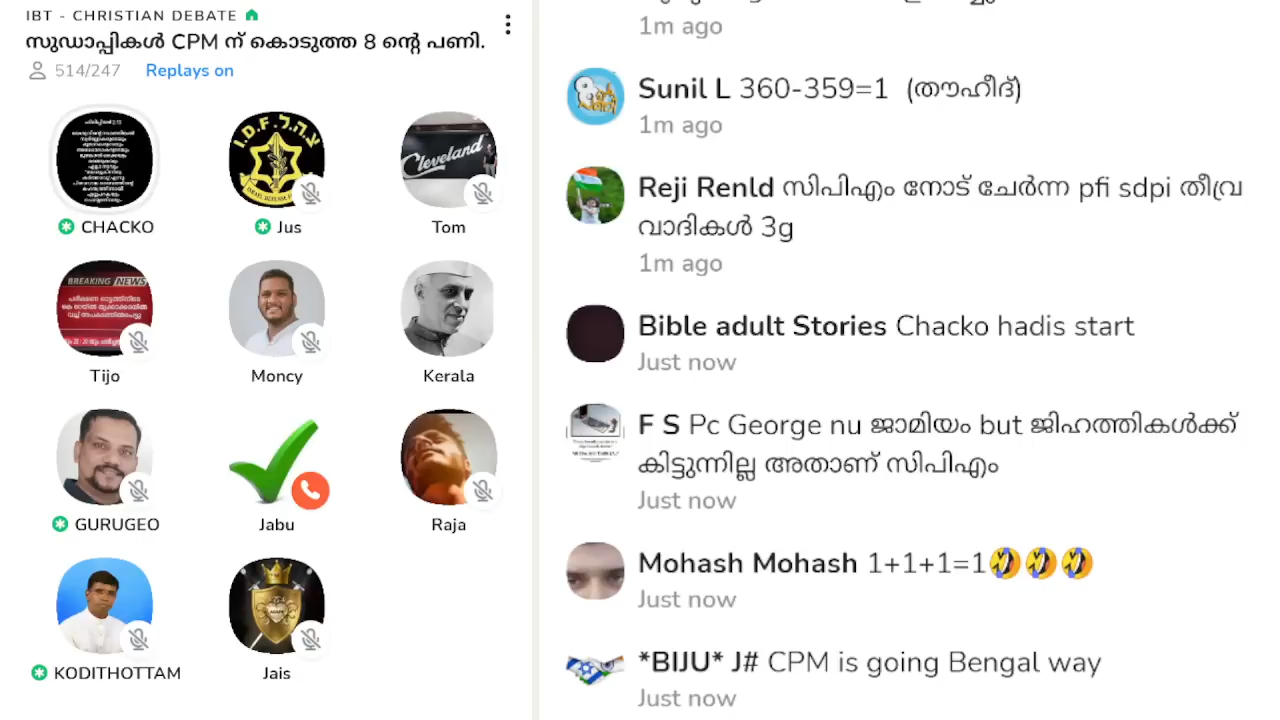 IBT - CHRISTIAN DEBATE
സുഡാപ്പികൾ CPM ന് കൊടുത്ത 8 ന്റെ പണി.
514/247 Replays on
I.D.F. צ.ה.ל.
Cleveland
CHACKO
Jus
Tom
BREAKING NEWS
Tijo
Moncy
Kerala
GURUGEO
Jabu
Raja
KODITHOTTAM
Jais
1m ago
Sunil L 360-359=1 (തൗഹീദ്)
1m ago
Reji Renld സിപിഎം നോട് ചേർന്ന pfi sdpi തീവ്ര
വാദികൾ 3g
1m ago
Bible adult Stories Chacko hadis start
Just now
F S Pc George nu ജാമിയം but ജിഹത്തികൾക്ക്
കിട്ടുന്നില്ല അതാണ് സിപിഎം
Just now
Mohash Mohash 1+1+1=1🤣🤣🤣
Just now
*BIJU* J# CPM is going Bengal way
Just now